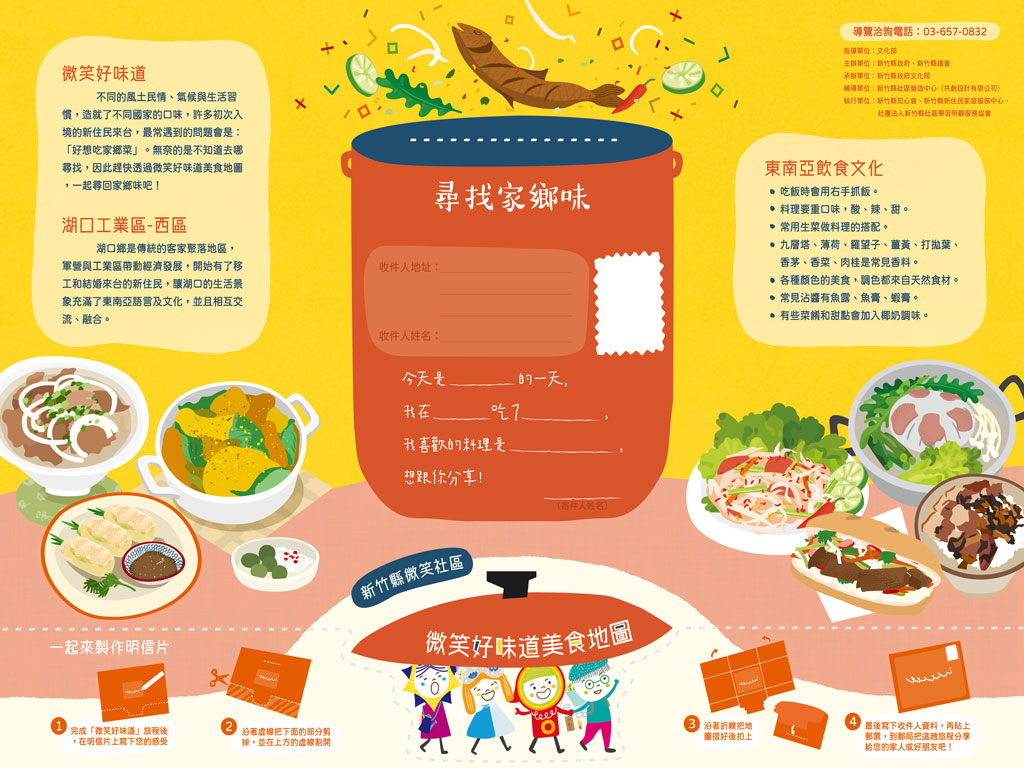 微笑好味道
不同的風土民情、氣候與生活習
慣，造就了不同國家的口味，許多初次入
境的新住民來台，最常遇到的問題會是：
「好想吃家鄉菜」。無奈的是不知道去哪
尋找，因此趕快透過微笑好味道美食地圖
，一起尋回家鄉味吧！
湖口工業區-西區
湖口鄉是傳統的客家聚落地區，
軍營與工業區帶動經濟發展，開始有了移
工和結婚來台的新住民，讓湖口的生活景
象充滿了東南亞語言及文化，並且相互交
流、融合。
尋找家鄉味
收件人地址：
收件人姓名：
今天是______的一天，
我在______吃了________，
我喜歡的料理是____________，
想跟你分享！
（寄件人姓名）
導覽洽詢電話：03-657-0832
指導單位：文化部
主辦單位：新竹縣政府、新竹縣議會
承辦單位：新竹縣政府文化局
輔導單位：新竹縣社區營造中心（共創設計有限公司）
執行單位：新竹縣知心會、新竹縣新住民家庭服務中心、
社團法人新竹縣社區學習照顧服務協會
東南亞飲食文化
• 吃飯時會用右手抓飯。
• 料理要重口味，酸、辣、甜。
• 常用生菜做料理的搭配。
• 九層塔、薄荷、羅望子、薑黃、打拋葉、
香茅、香菜、肉桂是常見香料。
• 各種顏色的美食，調色都來自天然食材。
• 常見沾醬有魚露、魚膏、蝦膏。
• 有些菜餚和甜點會加入椰奶調味。
新竹縣微笑社區
微笑好味道美食地圖
一起來製作明信片
1 完成「微笑好味道」旅程後
，在明信片上寫下您的感受
2 沿著虛線把下面的部分剪
掉，並在上方的虛線割開
3 沿著折線把地
圖摺好後扣上
4 最後寫下收件人資料，再貼上
郵票，到郵局把這趟旅程分享
給您的家人或好朋友吧！